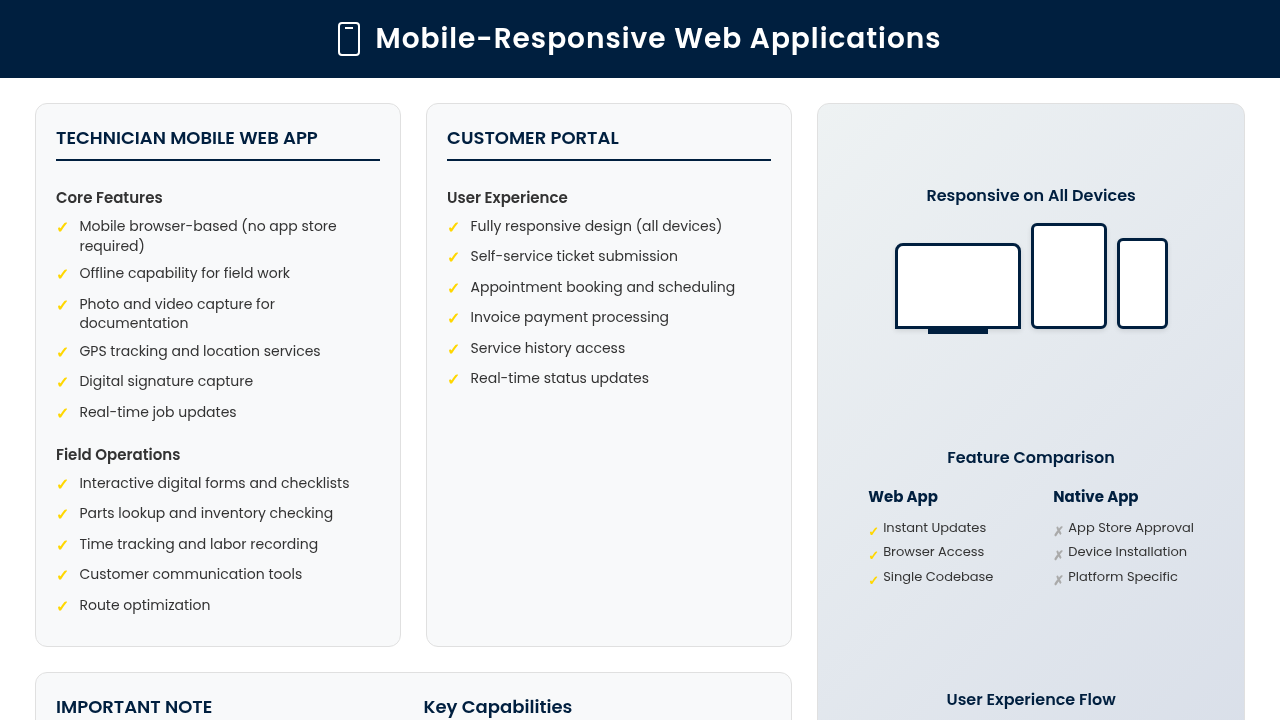 Mobile-Responsive Web Applications
TECHNICIAN MOBILE WEB APP
Core Features
✓ Mobile browser-based (no app store
required)
✓ Offline capability for field work
✓ Photo and video capture for
documentation
✓ GPS tracking and location services
✓ Digital signature capture
✓ Real-time job updates
Field Operations
✓ Interactive digital forms and checklists
✓ Parts lookup and inventory checking
✓ Time tracking and labor recording
✓ Customer communication tools
✓ Route optimization
CUSTOMER PORTAL
User Experience
✓ Fully responsive design (all devices)
✓ Self-service ticket submission
✓ Appointment booking and scheduling
✓ Invoice payment processing
✓ Service history access
✓ Real-time status updates
IMPORTANT NOTE
Key Capabilities
Responsive on All Devices
Feature Comparison
Web App
✓ Instant Updates
✓ Browser Access
✓ Single Codebase
Native App
✗ App Store Approval
✗ Device Installation
✗ Platform Specific
User Experience Flow